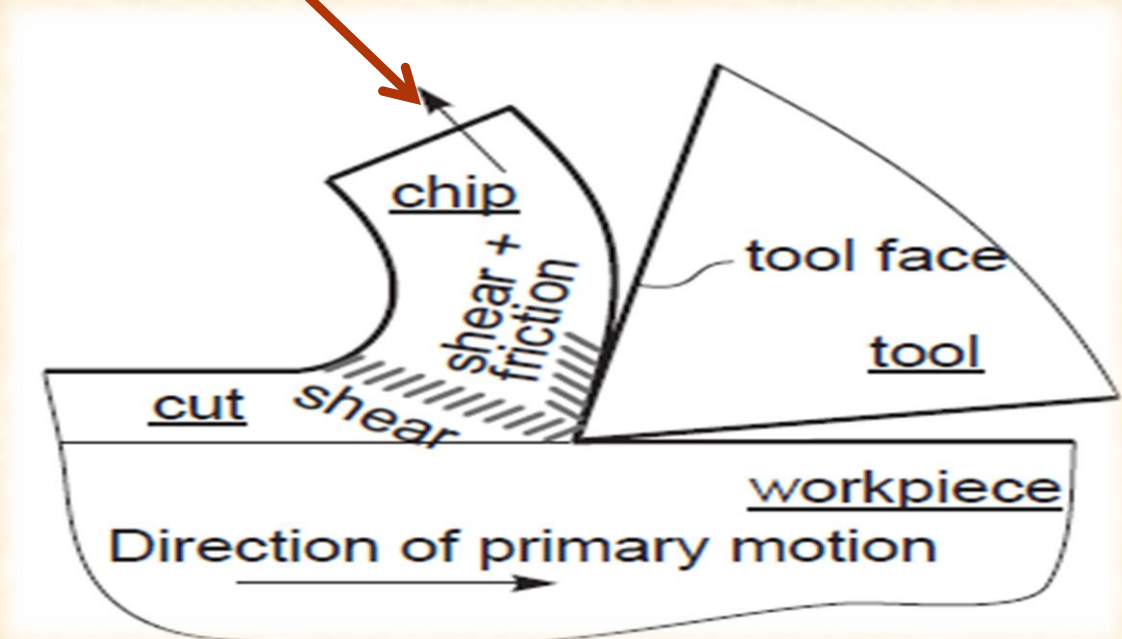 chip
shear +
friction
tool face
tool
cut
shear
workpiece
Direction of primary motion